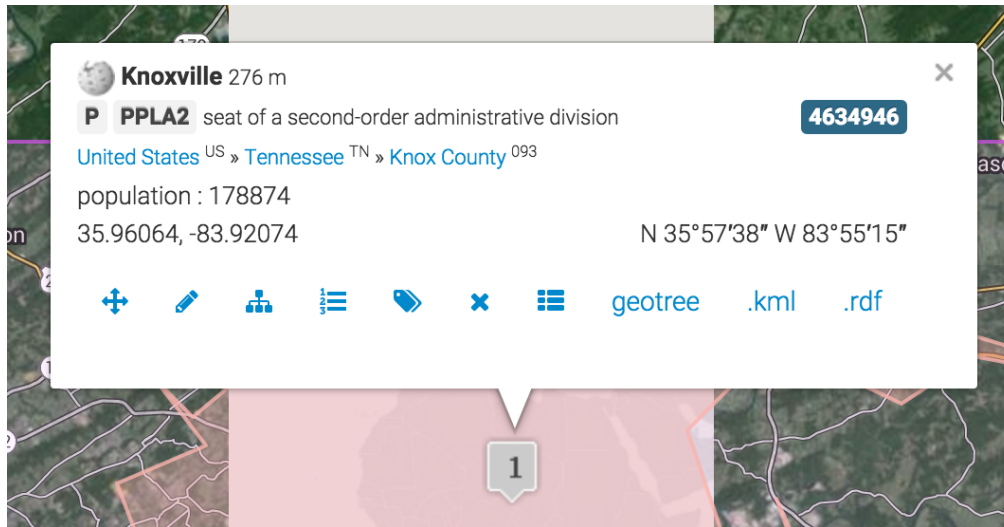 179
Knoxville 276 m
×
P PPLA2 seat of a second-order administrative division
4634946
United States US » Tennessee TN » Knox County 093
population : 178874
35.96064, -83.92074
N 35°57′38″ W 83°55′15″
geotree .kml .rdf
1